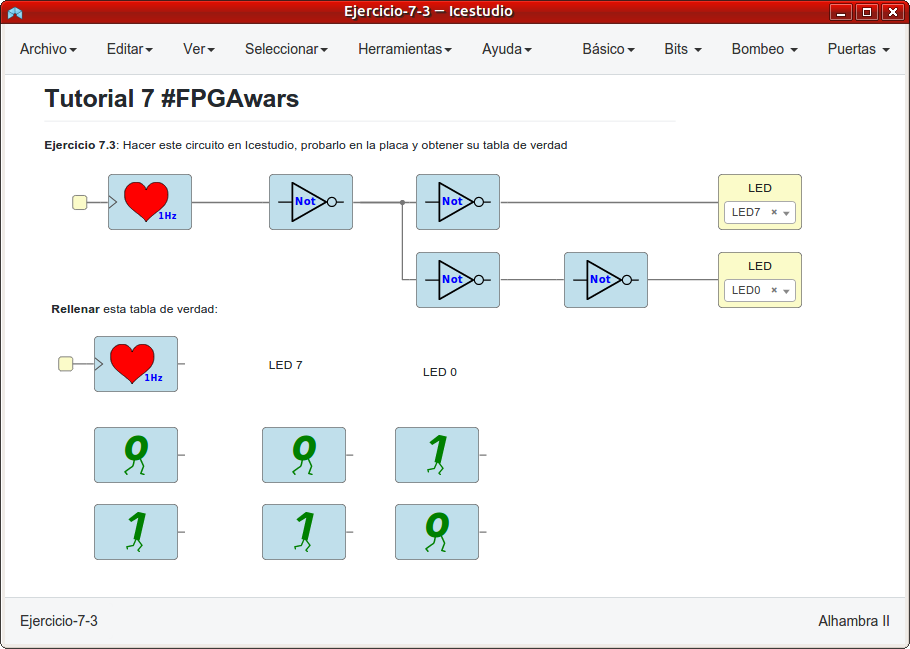 Ejercicio-7-3 — Icestudio
Archivo Editar Ver Seleccionar Herramientas Ayuda Básico Bits Bombeo Puertas
Tutorial 7 #FPGAwars
Ejercicio 7.3: Hacer este circuito en Icestudio, probarlo en la placa y obtener su tabla de verdad
1Hz Not Not LED
LED7 ×
Not Not LED
LED0 ×
Rellenar esta tabla de verdad:
1Hz LED 7 LED 0
0 0 1
1 1 0
Ejercicio-7-3 Alhambra II